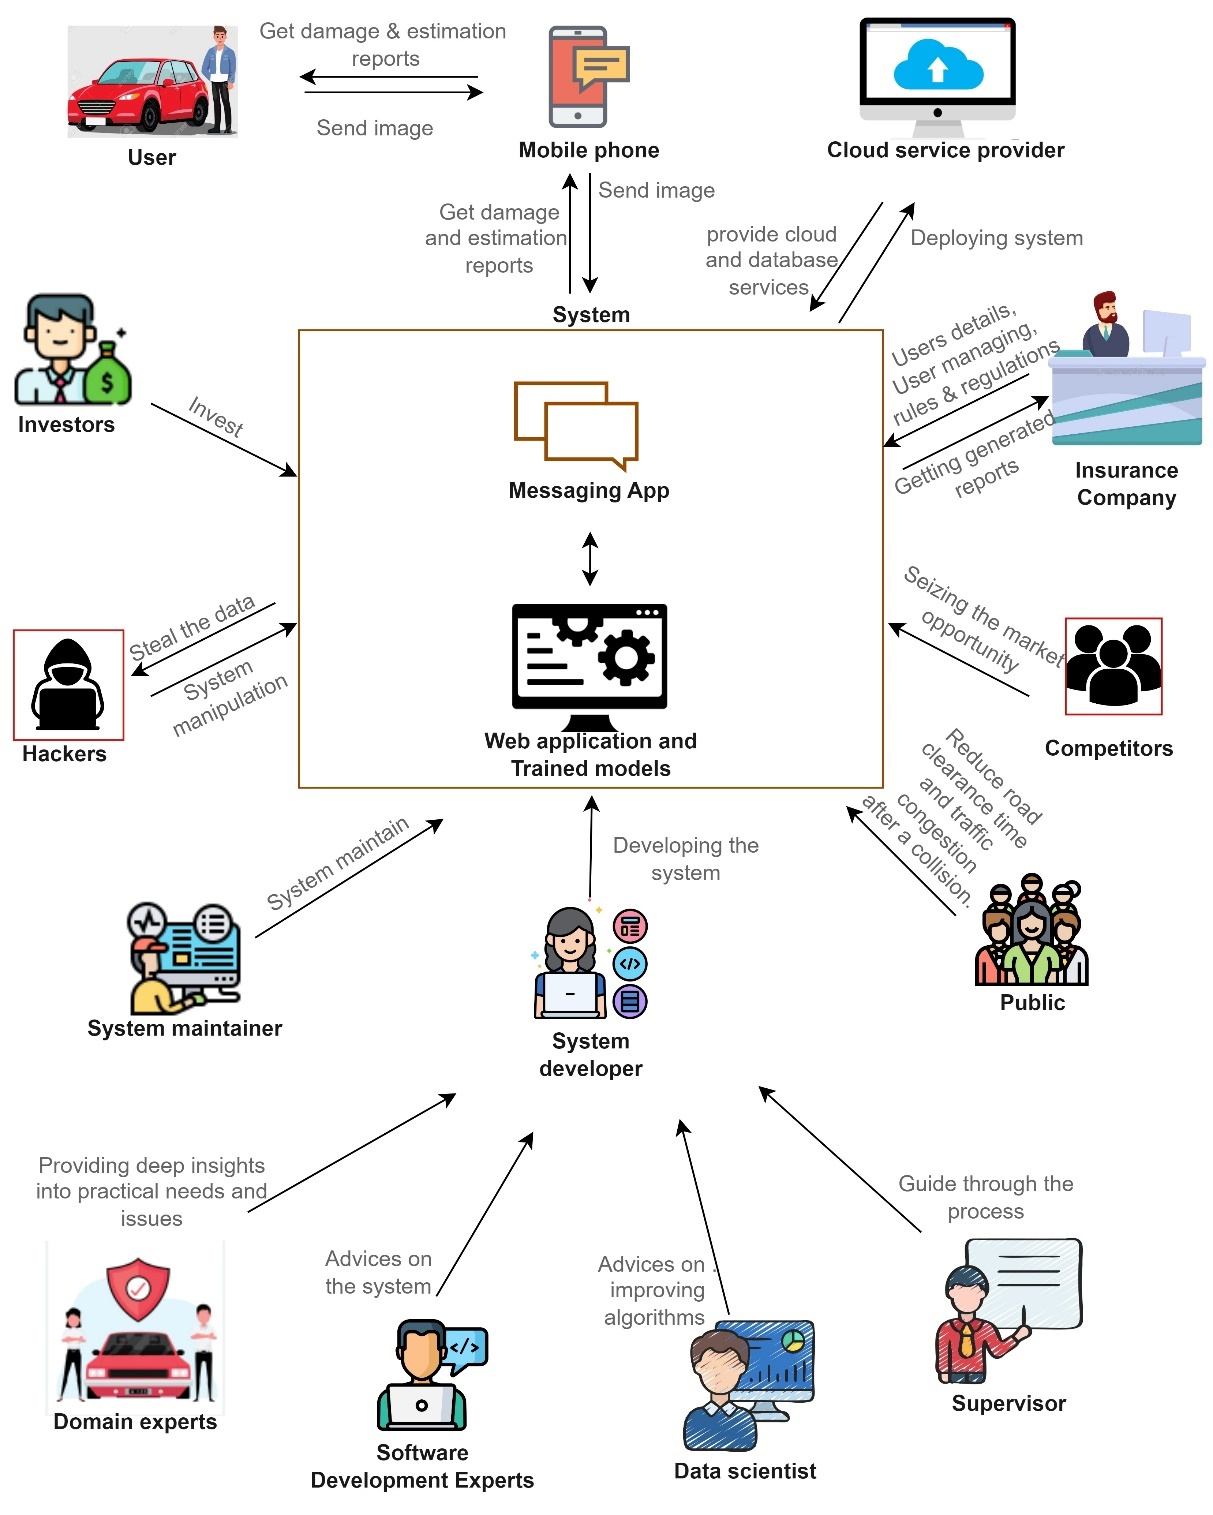 Get damage & estimation
reports
Send image
User
Mobile phone
Cloud service provider
Send image
Get damage
and estimation
reports
provide cloud
and database
services
Deploying system
System
Users details,
User managing,
rules & regulations
Getting generated
reports
Insurance
Company
Investors
Invest
Messaging App
Steal the data
System
manipulation
Hackers
Seizing the market
opportunity
Competitors
Web application and
Trained models
Reduce road
clearance time
and traffic
congestion
after a collision.
Public
System maintain
System maintainer
Developing the
system
System
developer
Providing deep insights
into practical needs and
issues
Domain experts
Advices on
the system
</>
Software
Development Experts
Advices on
improving
algorithms
Data scientist
Guide through the
process
Supervisor